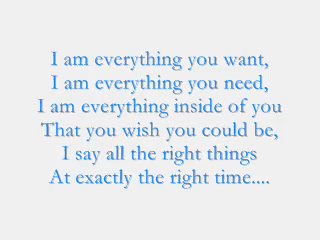 I am everything you want,
I am everything you need,
I am everything inside of you
That you wish you could be,
I say all the right things
At exactly the right time....